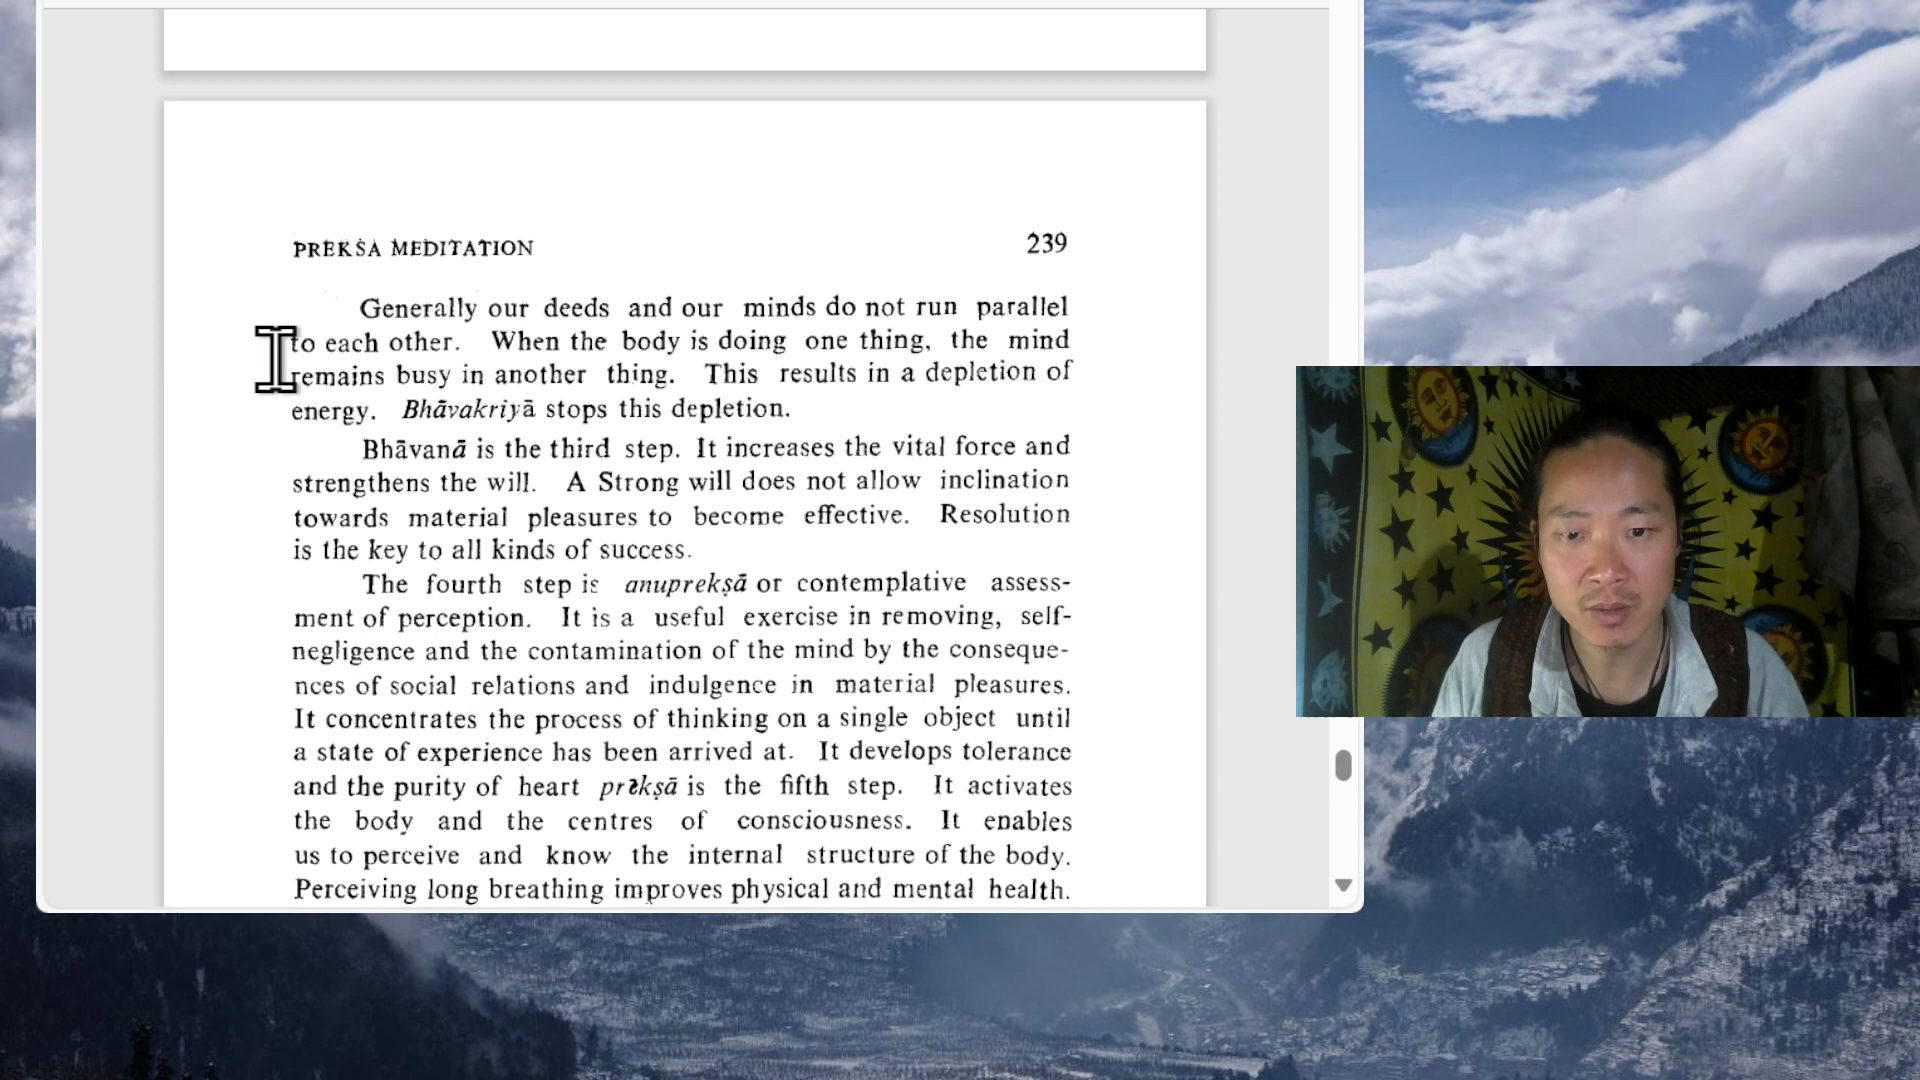 PREKṢA MEDITATION 239
Generally our deeds and our minds do not run parallel
to each other. When the body is doing one thing, the mind
remains busy in another thing. This results in a depletion of
energy. Bhāvakriyā stops this depletion.
Bhāvanā is the third step. It increases the vital force and
strengthens the will. A Strong will does not allow inclination
towards material pleasures to become effective. Resolution
is the key to all kinds of success.
The fourth step is anuprekṣā or contemplative assess-
ment of perception. It is a useful exercise in removing, self-
negligence and the contamination of the mind by the conseque-
nces of social relations and indulgence in material pleasures.
It concentrates the process of thinking on a single object until
a state of experience has been arrived at. It develops tolerance
and the purity of heart prekṣā is the fifth step. It activates
the body and the centres of consciousness. It enables
us to perceive and know the internal structure of the body.
Perceiving long breathing improves physical and mental health.